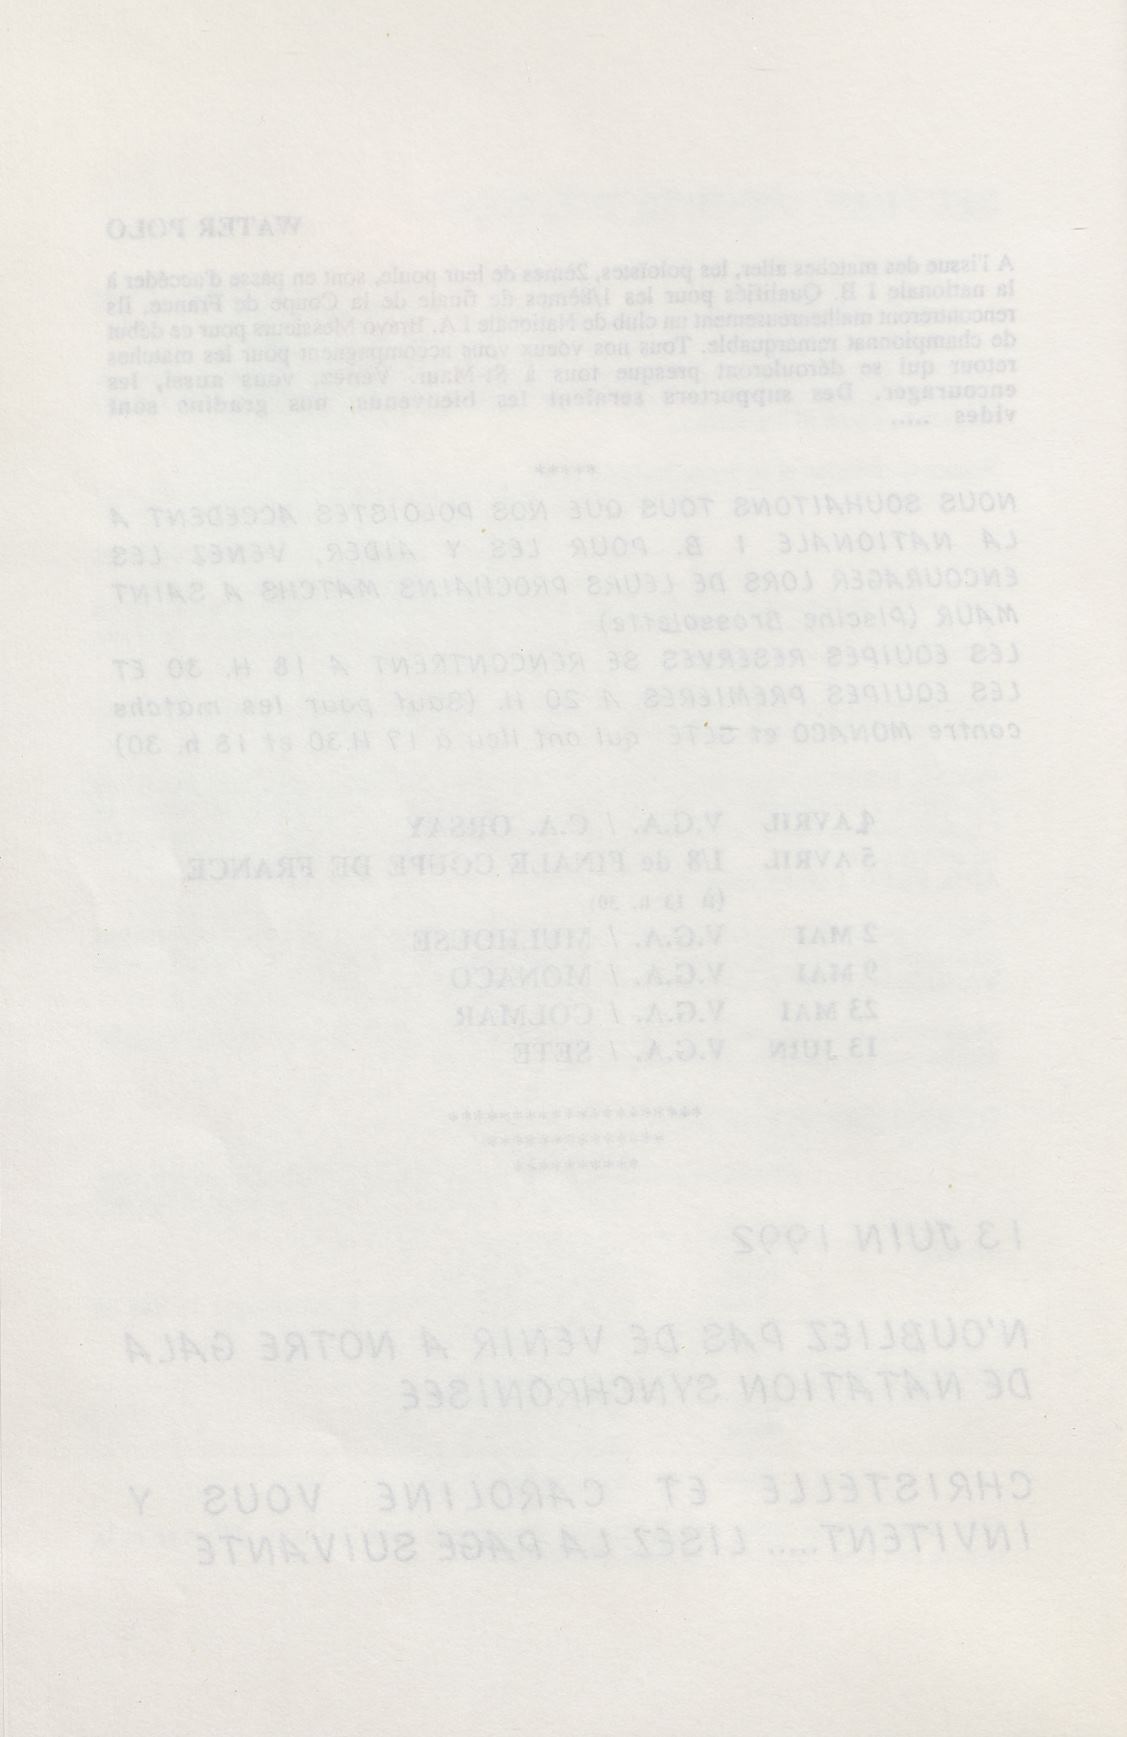 WATER POLO
A l'issue des matches aller, les poloïstes, 2èmes de leur poule, sont en passe d'accéder à
la nationale 1 B. Qualifiés pour les 1/8èmes de finale de la Coupe de France, ils
rencontreront malheureusement un club de Nationale 1 A. Bravo Messieurs pour ce début
de championnat remarquable. Tous nos voeux vous accompagnent pour les matches
retour qui se dérouleront presque tous à St-Maur. Venez, vous aussi, les
encourager. Des supporters seraient les bienvenus, nos gradins sont
vides .....
*****
NOUS SOUHAITONS TOUS QUE NOS POLOISTES ACCEDENT A
LA NATIONALE 1 B. POUR LES Y AIDER, VENEZ LES
ENCOURAGER LORS DE LEURS PROCHAINS MATCHS A SAINT
MAUR (Piscine Brossolette)
LES EQUIPES RESERVES SE RENCONTRENT A 18 H. 30 ET
LES EQUIPES PREMIERES A 20 H. (Sauf pour les matchs
contre MONACO et SETE qui ont lieu à 17 H.30 et 18 h. 30)
4 AVRIL V.G.A. / C.A. ORSAY
5 AVRIL 1/8 de FINALE COUPE DE FRANCE
(à 13 h. 30)
2 MAI V.G.A. / MULHOUSE
9 MAI V.G.A. / MONACO
23 MAI V.G.A. / COLMAR
13 JUIN V.G.A. / SETE
********************
**************
**********
13 JUIN 1992
N'OUBLIEZ PAS DE VENIR A NOTRE GALA
DE NATATION SYNCHRONISEE
CHRISTELLE ET CAROLINE VOUS Y
INVITENT..... LISEZ LA PAGE SUIVANTE